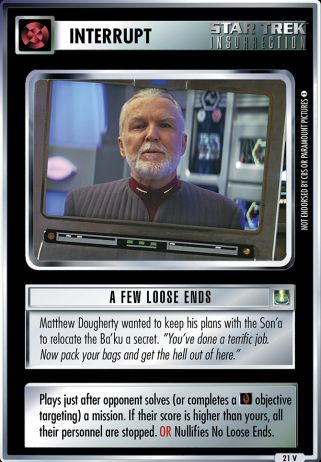 INTERRUPT
STAR TREK
INSURRECTION
NOT ENDORSED BY CBS OR PARAMOUNT PICTURES
A FEW LOOSE ENDS
Matthew Dougherty wanted to keep his plans with the Son'a
to relocate the Ba'ku a secret. "You've done a terrific job.
Now pack your bags and get the hell out of here."
Plays just after opponent solves (or completes a
objective
targeting) a mission. If their score is higher than yours, all
their personnel are stopped. OR Nullifies No Loose Ends.
21 V